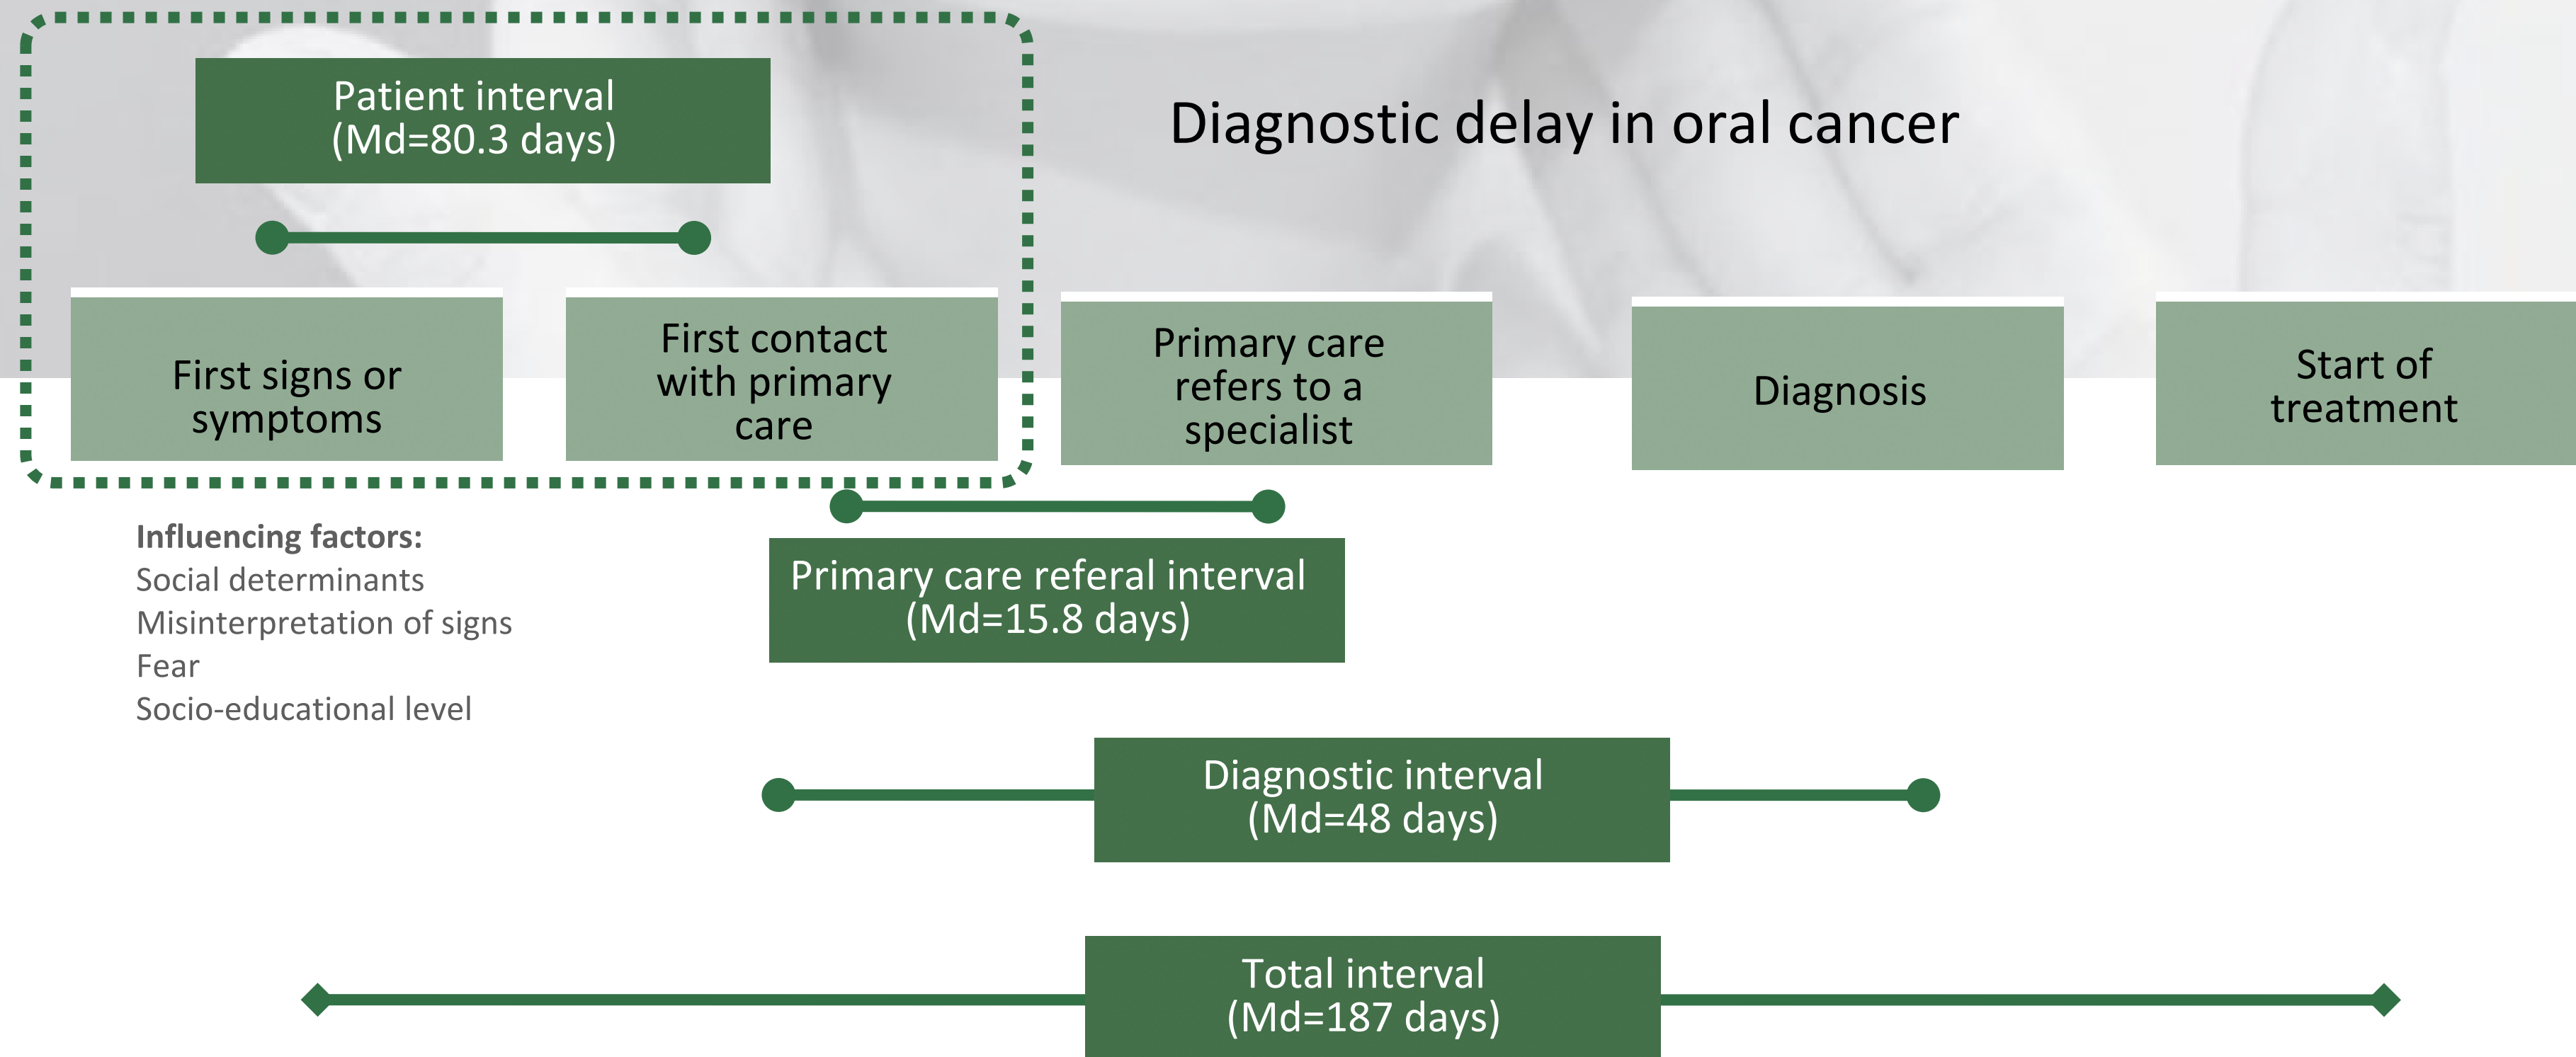 Patient interval
(Md=80.3 days)
Diagnostic delay in oral cancer
First signs or
symptoms
First contact
with primary
care
Primary care
refers to a
specialist
Diagnosis
Start of
treatment
Influencing factors:
Social determinants
Misinterpretation of signs
Fear
Socio-educational level
Primary care referal interval
(Md=15.8 days)
Diagnostic interval
(Md=48 days)
Total interval
(Md=187 days)